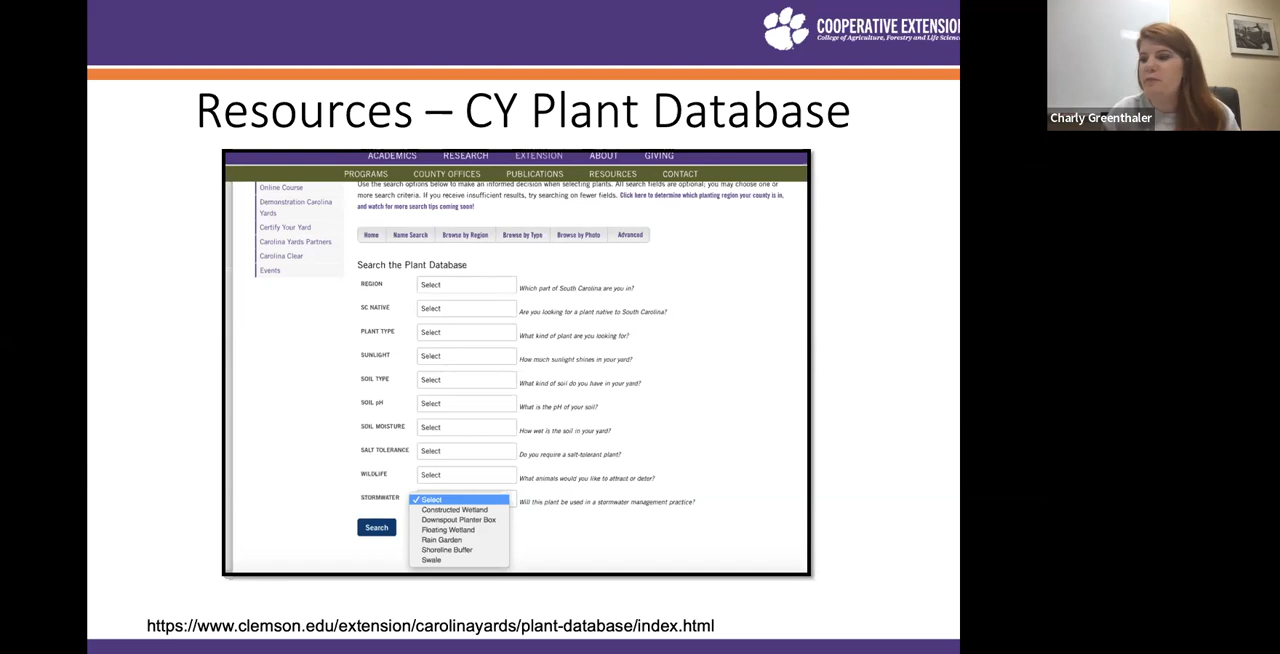 COOPERATIVE EXTENSION
College of Agriculture, Forestry and Life Scienc
Charly Greenthaler
Resources – CY Plant Database
ACADEMICS RESEARCH EXTENSION ABOUT GIVING
PROGRAMS COUNTY OFFICES PUBLICATIONS RESOURCES CONTACT
Online Course
Demonstration Carolina
Yards
Certify Your Yard
Carolina Yards Partners
Carolina Clear
Events
Use the search options below to make an informed decision when selecting plants. All search fields are optional; you may choose one or
more search criteria. If you receive insufficient results, try searching on fewer fields. Click here to determine which planting region your county is in,
and watch for more search tips coming soon!
Home Name Search Browse by Region Browse by Type Browse by Photo Advanced
Search the Plant Database
REGION Select Which part of South Carolina are you in?
SC NATIVE Select Are you looking for a plant native to South Carolina?
PLANT TYPE Select What kind of plant are you looking for?
SUNLIGHT Select How much sunlight shines in your yard?
SOIL TYPE Select What kind of soil do you have in your yard?
SOIL pH Select What is the pH of your soil?
SOIL MOISTURE Select How wet is the soil in your yard?
SALT TOLERANCE Select Do you require a salt-tolerant plant?
WILDLIFE Select What animals would you like to attract or deter?
STORMWATER ✓ Select Will this plant be used in a stormwater management practice?
Constructed Wetland
Downspout Planter Box
Floating Wetland
Rain Garden
Shoreline Buffer
Swale
Search
https://www.clemson.edu/extension/carolinayards/plant-database/index.html